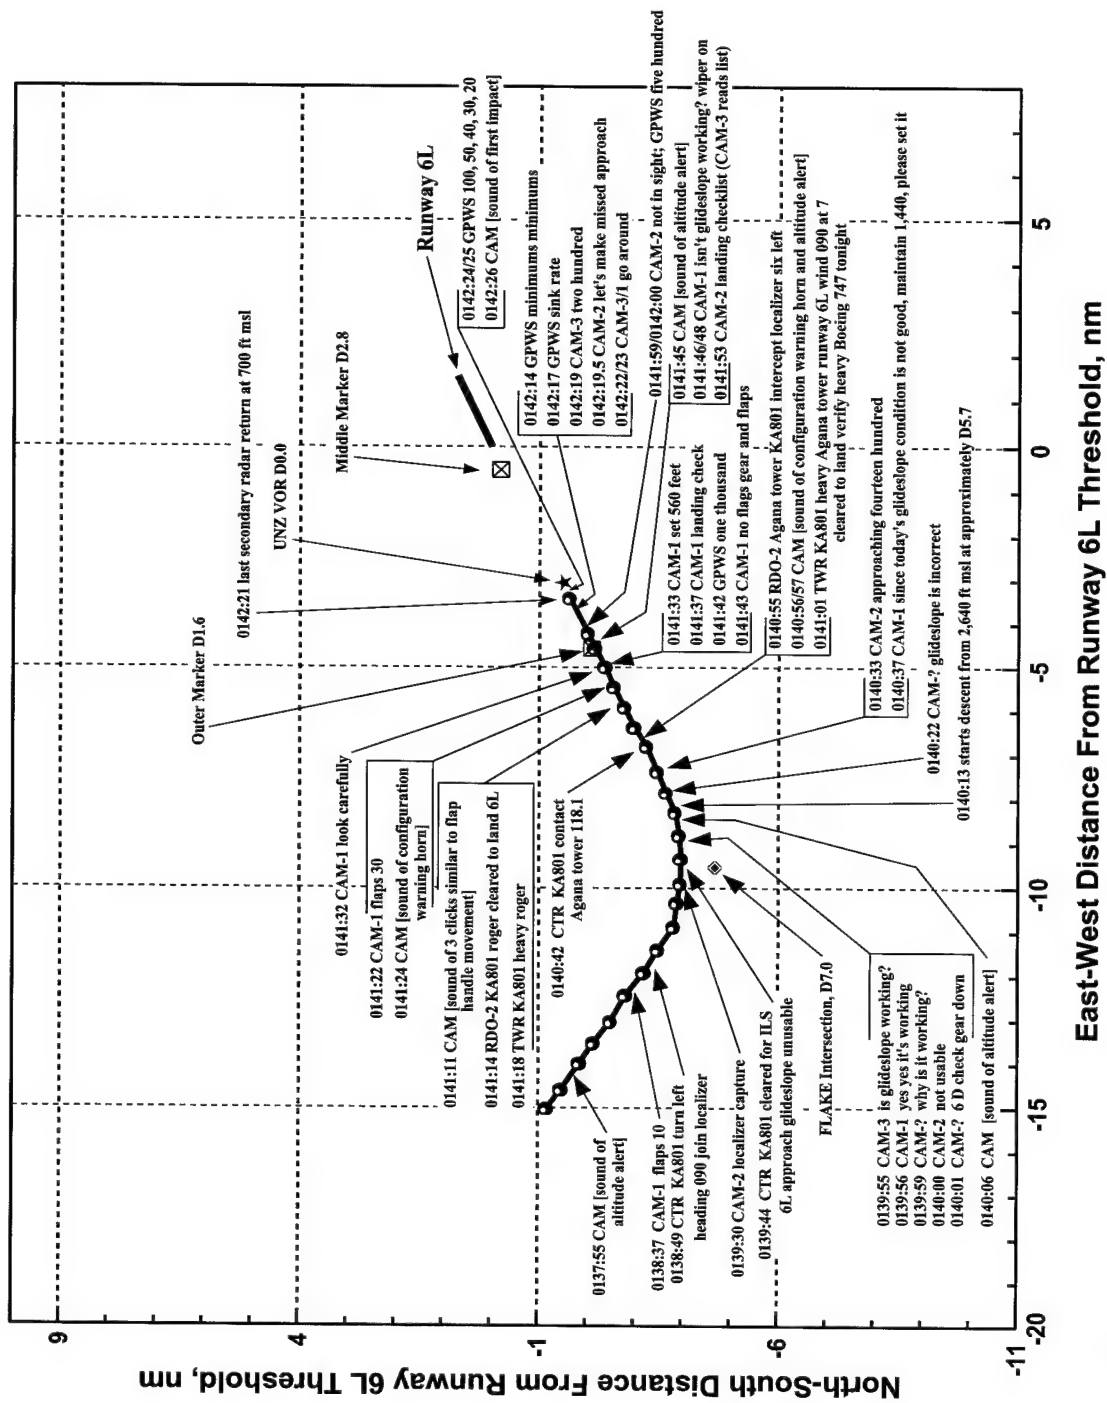 0142:21 last secondary radar return at 700 ft msl
UNZ VOR D0.0
Middle Marker D2.8
Runway 6L
Outer Marker D1.6
0142:24/25 GPWS 100, 50, 40, 30, 20
0142:26 CAM [sound of first impact]
0142:14 GPWS minimums minimums
0142:17 GPWS sink rate
0142:19 CAM-3 two hundred
0142:19.5 CAM-2 let's make missed approach
0142:22/23 CAM-3/1 go around
0141:59/0142:00 CAM-2 not in sight; GPWS five hundred
0141:45 CAM [sound of altitude alert]
0141:46/48 CAM-1 isn't glideslope working? wiper on
0141:53 CAM-2 landing checklist (CAM-3 reads list)
0141:33 CAM-1 set 560 feet
0141:37 CAM-1 landing check
0141:42 GPWS one thousand
0141:43 CAM-1 no flags gear and flaps
0140:55 RDO-2 Agana tower KA801 intercept localizer six left
0140:56/57 CAM [sound of configuration warning horn and altitude alert]
0141:01 TWR KA801 heavy Agana tower runway 6L wind 090 at 7
cleared to land verify heavy Boeing 747 tonight
0140:33 CAM-2 approaching fourteen hundred
0140:37 CAM-1 since today's glideslope condition is not good, maintain 1,440, please set it
0140:22 CAM-? glideslope is incorrect
0140:13 starts descent from 2,640 ft msl at approximately D5.7
0141:32 CAM-1 look carefully
0141:22 CAM-1 flaps 30
0141:24 CAM [sound of configuration
warning horn]
0141:11 CAM [sound of 3 clicks similar to flap
handle movement]
0141:14 RDO-2 KA801 roger cleared to land 6L
0141:18 TWR KA801 heavy roger
0140:42 CTR KA801 contact
Agana tower 118.1
0137:55 CAM [sound of
altitude alert]
0138:37 CAM-1 flaps 10
0138:49 CTR KA801 turn left
heading 090 join localizer
0139:30 CAM-2 localizer capture
0139:44 CTR KA801 cleared for ILS
6L approach glideslope unusable
FLAKE Intersection, D7.0
0139:55 CAM-3 is glideslope working?
0139:56 CAM-1 yes yes it's working
0139:59 CAM-? why is it working?
0140:00 CAM-2 not usable
0140:01 CAM-? 6 D check gear down
0140:06 CAM [sound of altitude alert]
9
4
-1
-6
-11
North-South Distance From Runway 6L Threshold, nm
-20
-15
-10
-5
0
5
East-West Distance From Runway 6L Threshold, nm